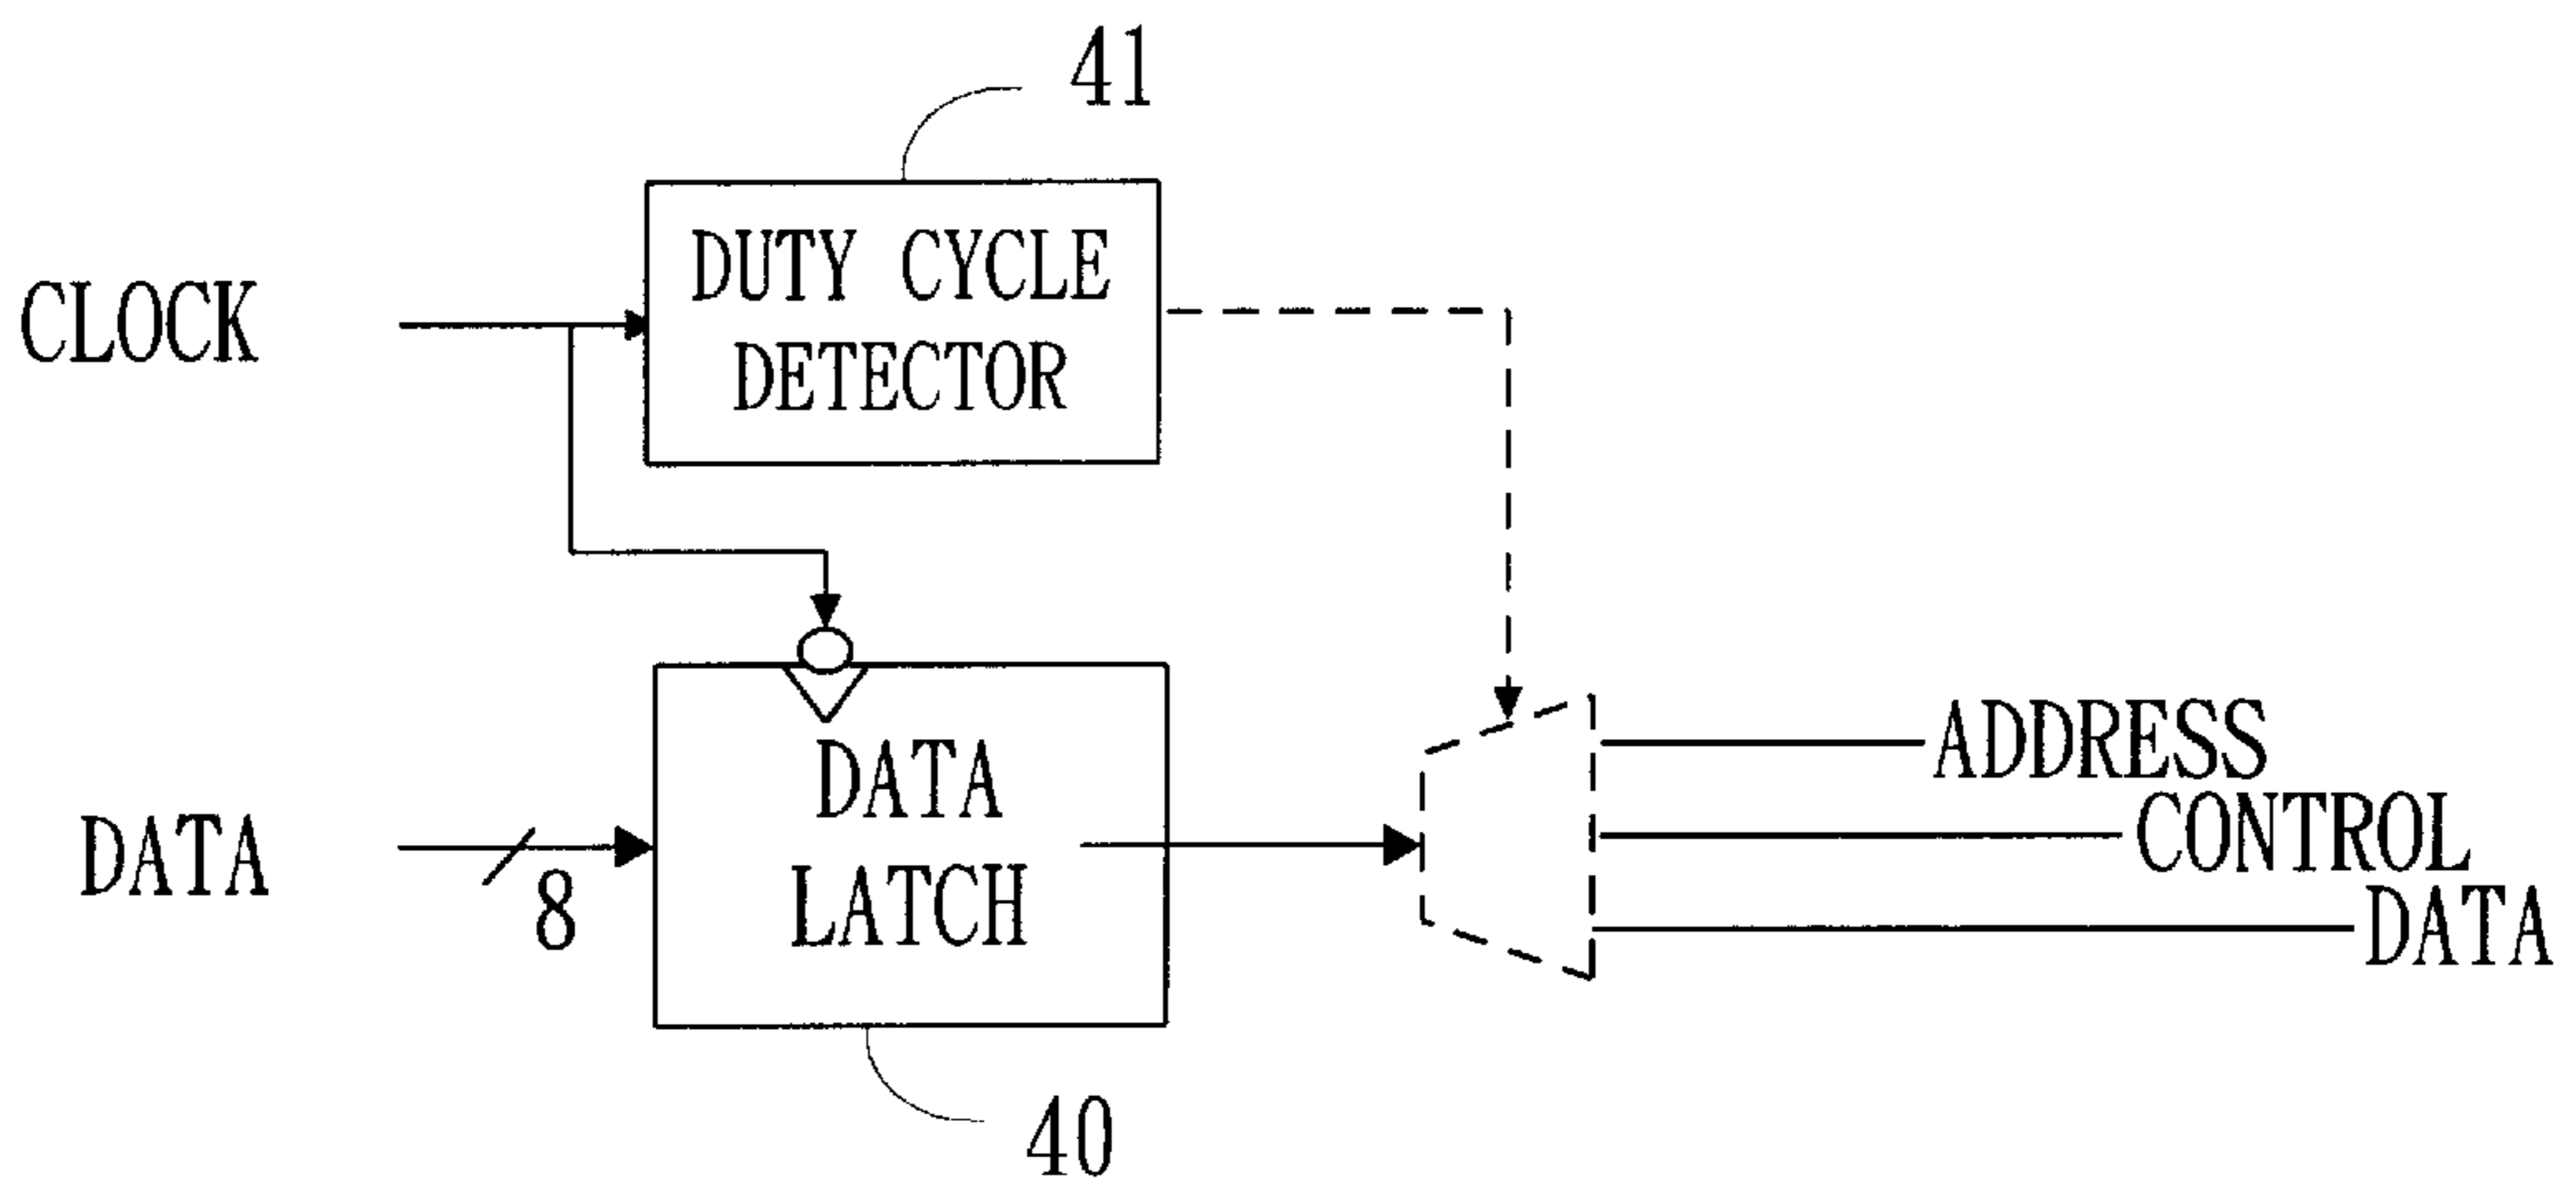 41
DUTY CYCLE
DETECTOR
CLOCK
DATA
8
DATA
LATCH
ADDRESS
CONTROL
DATA
40